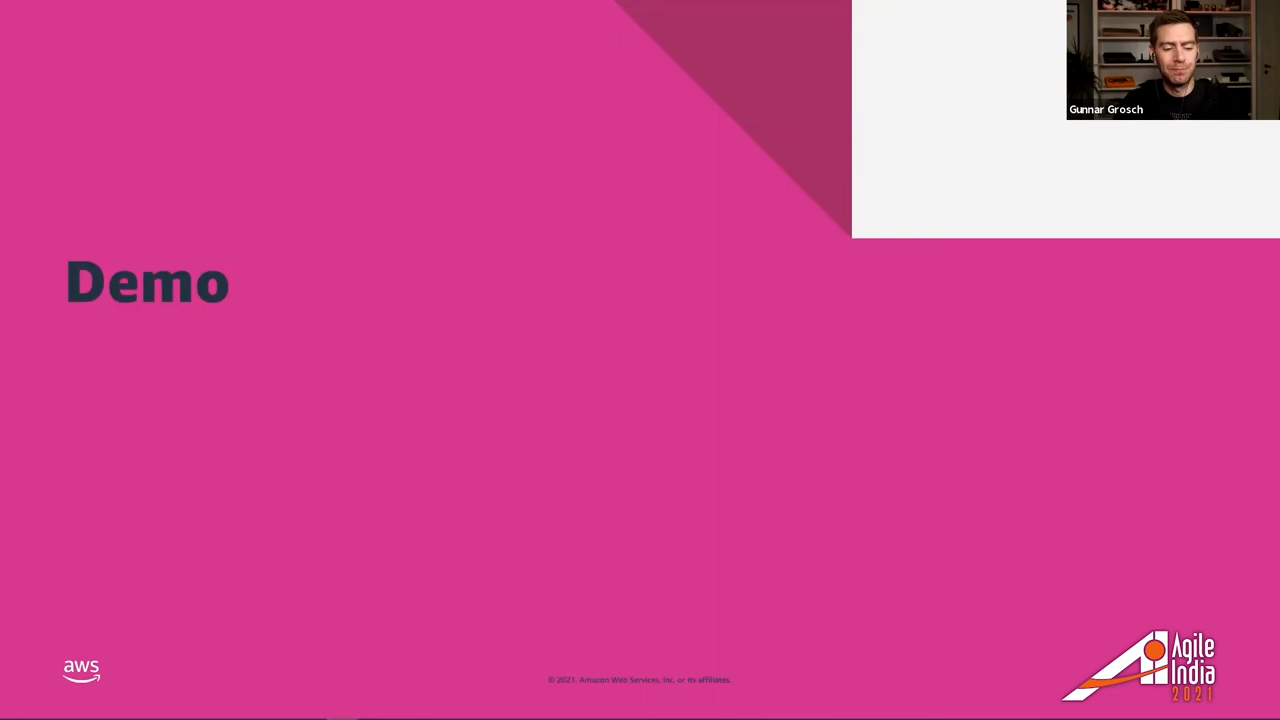 Gunnar Grosch
Demo
aws
© 2021. Amazon Web Services, Inc. or its affiliates.
Agile
India
2021